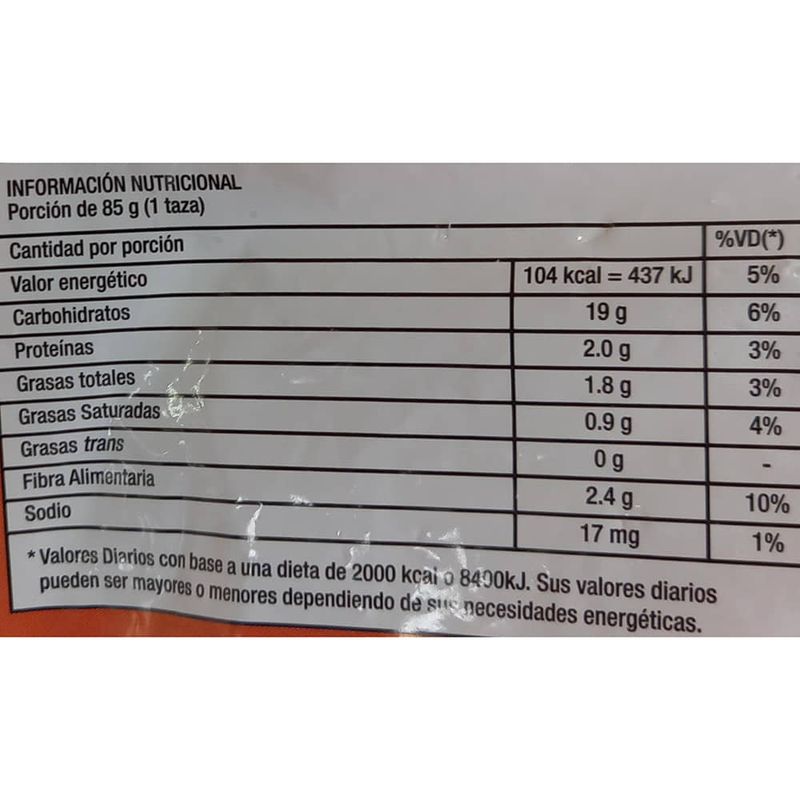 INFORMACIÓN NUTRICIONAL
Porción de 85 g (1 taza)
Cantidad por porción %VD(*)
Valor energético 104 kcal = 437 kJ 5%
Carbohidratos 19 g 6%
Proteínas 2.0 g 3%
Grasas totales 1.8 g 3%
Grasas Saturadas 0.9 g 4%
Grasas trans 0 g -
Fibra Alimentaria 2.4 g 10%
Sodio 17 mg 1%
* Valores Diarios con base a una dieta de 2000 kcal o 8400kJ. Sus valores diarios
pueden ser mayores o menores dependiendo de sus necesidades energéticas.